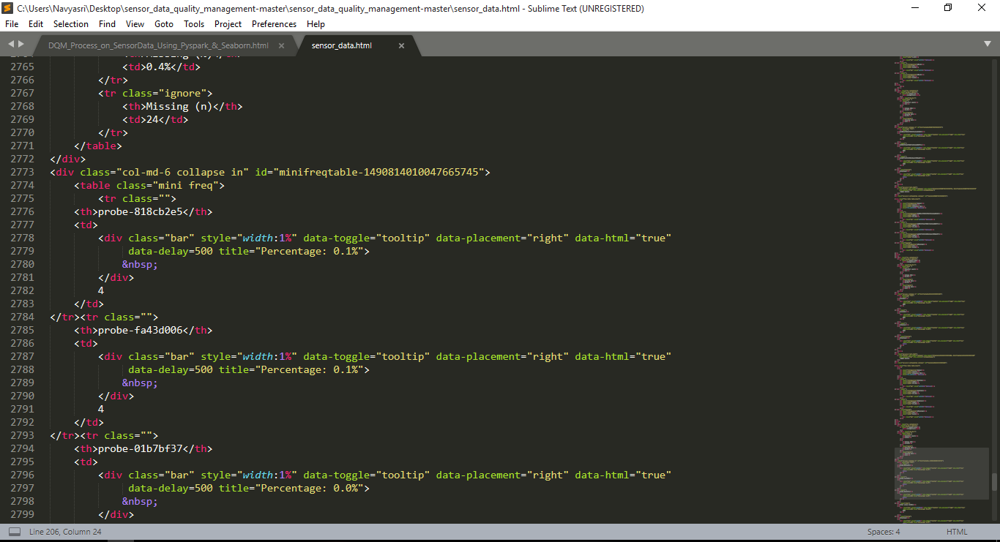 C:\Users\Navyasri\Desktop\sensor_data_quality_management-master\sensor_data_quality_management-master\sensor_data.html - Sublime Text (UNREGISTERED)
File Edit Selection Find View Goto Tools Project Preferences Help
DQM_Process_on_SensorData_Using_Pyspark_&_Seaborn.html sensor_data.html
2765 <td>0.4%</td>
2766 </tr>
2767 <tr class="ignore">
2768 <th>Missing (n)</th>
2769 <td>24</td>
2770 </tr>
2771 </table>
2772 </div>
2773 <div class="col-md-6 collapse in" id="minifreqtable-1490814010047665745">
2774 <table class="mini freq">
2775 <tr class="">
2776 <th>probe-818cb2e5</th>
2777 <td>
2778 <div class="bar" style="width:1%" data-toggle="tooltip" data-placement="right" data-html="true"
2779 data-delay=500 title="Percentage: 0.1%">
2780 &nbsp;
2781 </div>
2782 4
2783 </td>
2784 </tr><tr class="">
2785 <th>probe-fa43d006</th>
2786 <td>
2787 <div class="bar" style="width:1%" data-toggle="tooltip" data-placement="right" data-html="true"
2788 data-delay=500 title="Percentage: 0.1%">
2789 &nbsp;
2790 </div>
2791 4
2792 </td>
2793 </tr><tr class="">
2794 <th>probe-01b7bf37</th>
2795 <td>
2796 <div class="bar" style="width:1%" data-toggle="tooltip" data-placement="right" data-html="true"
2797 data-delay=500 title="Percentage: 0.0%">
2798 &nbsp;
2799 </div>
Line 206, Column 24 Spaces: 4 HTML